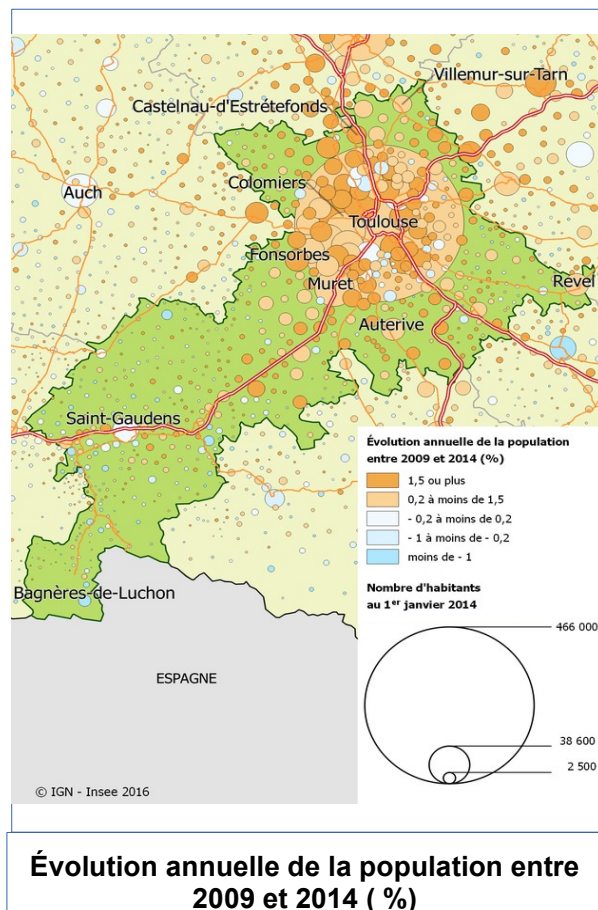 Villemur-sur-Tarn
Castelnau-d'Estrétefonds
Colomiers
Auch
Toulouse
Fonsorbes
Muret
Revel
Auterive
Saint-Gaudens
Bagnères-de-Luchon
ESPAGNE
© IGN - Insee 2016
Évolution annuelle de la population
entre 2009 et 2014 (%)
1,5 ou plus
0,2 à moins de 1,5
- 0,2 à moins de 0,2
- 1 à moins de - 0,2
moins de - 1
Nombre d'habitants
au 1er janvier 2014
466 000
38 600
2 500
Évolution annuelle de la population entre
2009 et 2014 ( %)